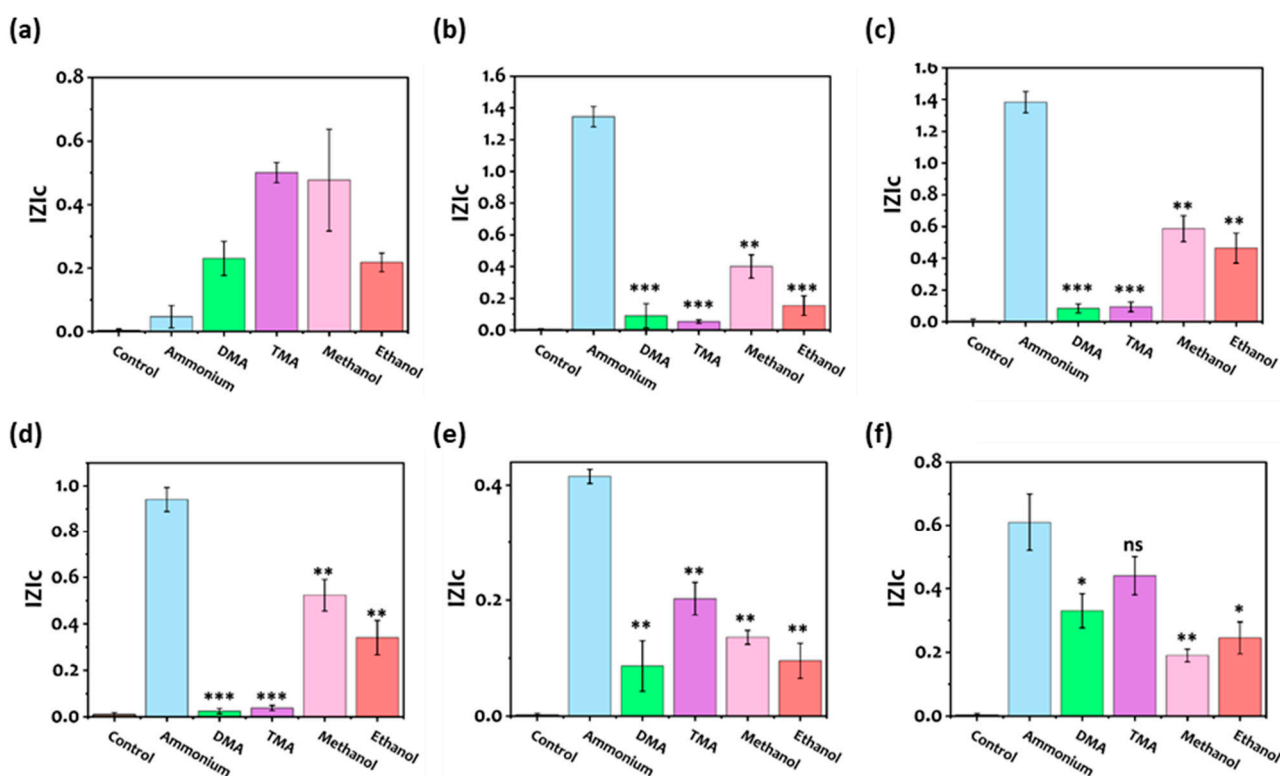 (a)
0.8
0.6
0.4
0.2
0.0
IZIc
Control
Ammonium
DMA
TMA
Methanol
Ethanol
(b)
1.6
1.4
1.2
1.0
0.8
0.6
0.4
0.2
0.0
IZIc
***
***
**
***
Control
Ammonium
DMA
TMA
Methanol
Ethanol
(c)
1.6
1.4
1.2
1.0
0.8
0.6
0.4
0.2
0.0
IZIc
***
***
**
**
Control
Ammonium
DMA
TMA
Methanol
Ethanol
(d)
1.0
0.8
0.6
0.4
0.2
0.0
IZIc
***
***
**
**
Control
Ammonium
DMA
TMA
Methanol
Ethanol
(e)
0.4
0.2
0.0
IZIc
**
**
**
**
Control
Ammonium
DMA
TMA
Methanol
Ethanol
(f)
0.8
0.6
0.4
0.2
0.0
IZIc
*
ns
**
*
Control
Ammonium
DMA
TMA
Methanol
Ethanol